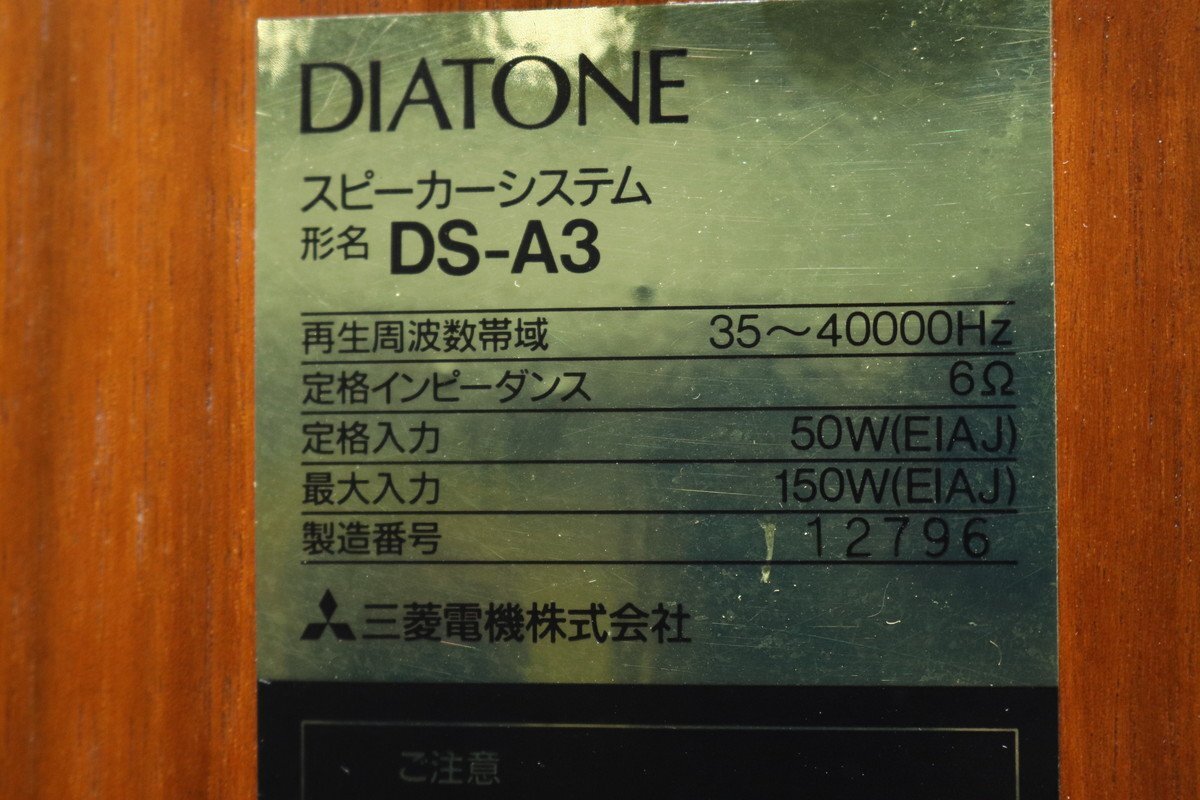 DIATONE
スピーカーシステム
形名 DS-A3
再生周波数帯域 35～40000Hz
定格インピーダンス 6Ω
定格入力 50W(EIAJ)
最大入力 150W(EIAJ)
製造番号 12796
三菱電機株式会社
ご注意